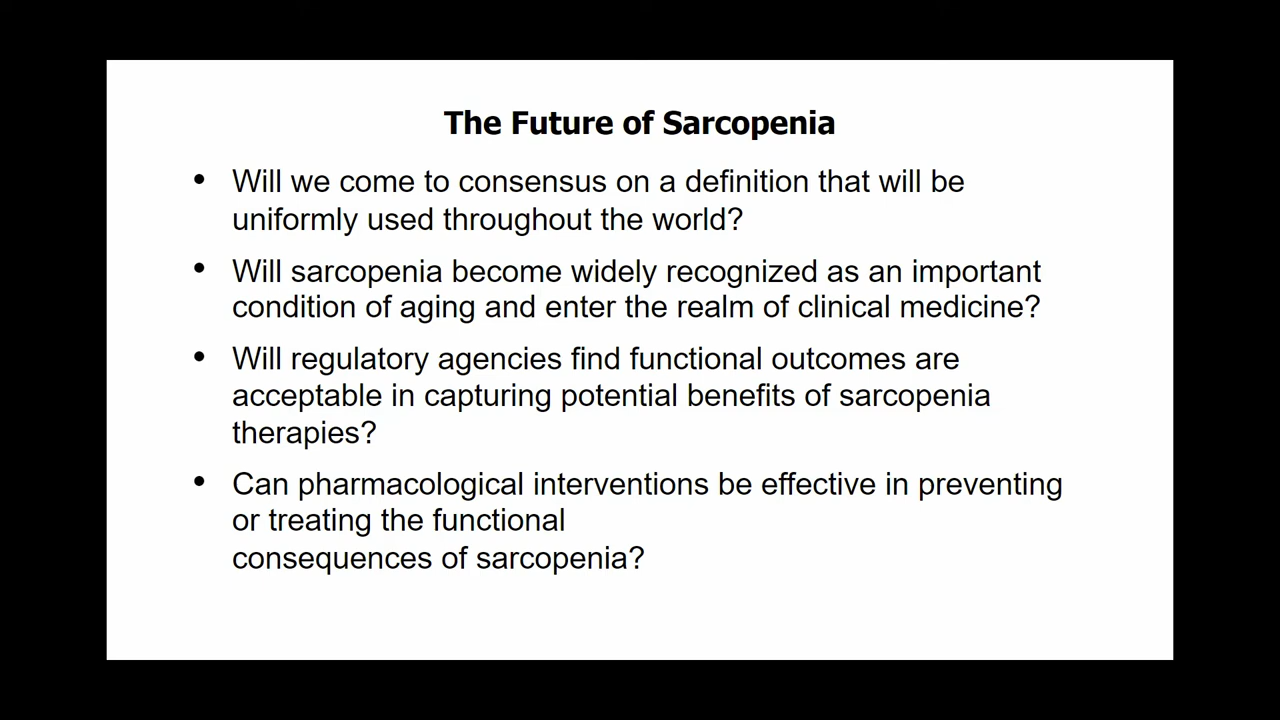 The Future of Sarcopenia
• Will we come to consensus on a definition that will be
uniformly used throughout the world?
• Will sarcopenia become widely recognized as an important
condition of aging and enter the realm of clinical medicine?
• Will regulatory agencies find functional outcomes are
acceptable in capturing potential benefits of sarcopenia
therapies?
• Can pharmacological interventions be effective in preventing
or treating the functional
consequences of sarcopenia?